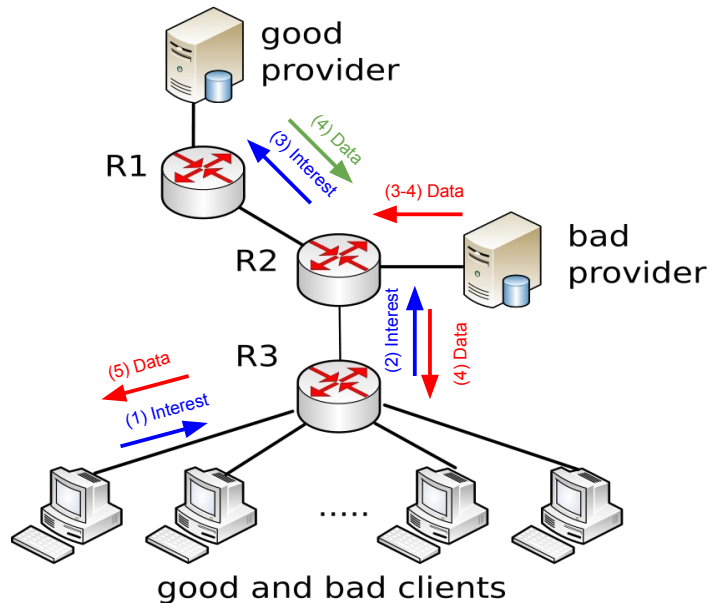 good
provider
(4) Data
(3) Interest
R1
(3-4) Data
bad
provider
R2
(2) Interest
(4) Data
R3
(5) Data
(1) Interest
.....
good and bad clients